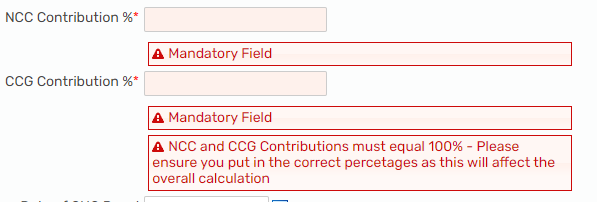 NCC Contribution %*
Mandatory Field
CCG Contribution %*
Mandatory Field
NCC and CCG Contributions must equal 100% - Please
ensure you put in the correct percetages as this will affect the
overall calculation